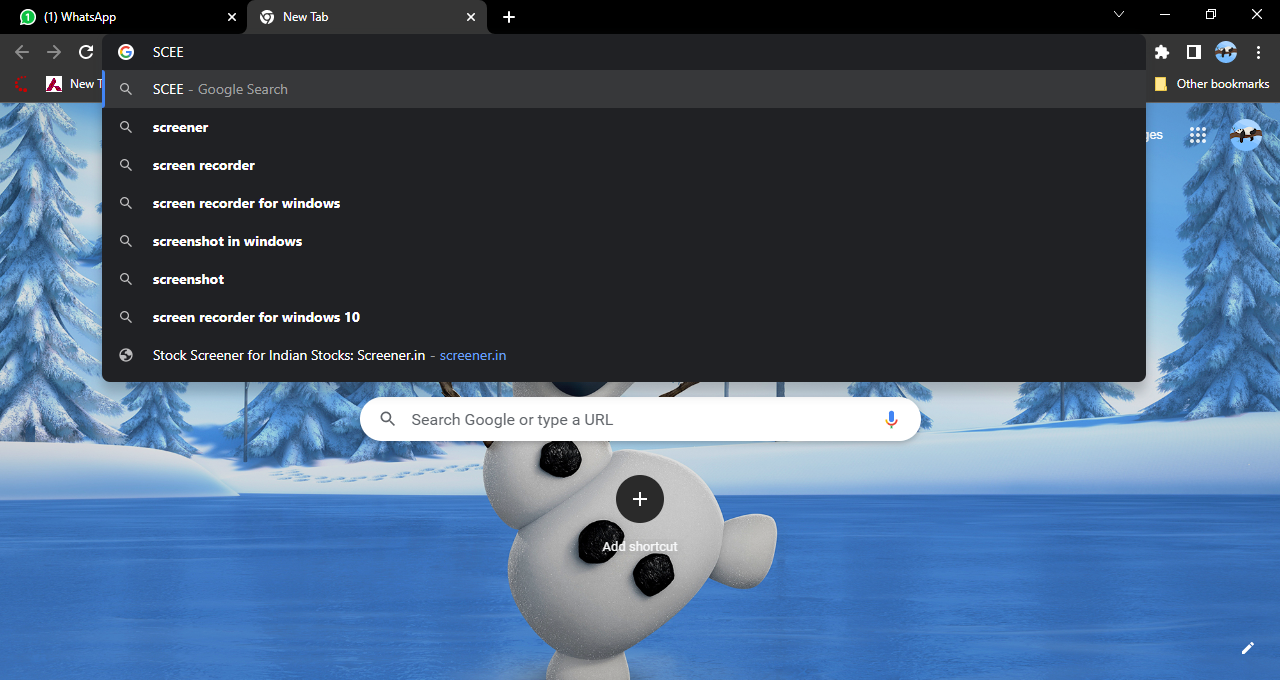 1 (1) WhatsApp
New Tab
SCEE
New T
Other bookmarks
SCEE - Google Search
screener
ges
screen recorder
screen recorder for windows
screenshot in windows
screenshot
screen recorder for windows 10
Stock Screener for Indian Stocks: Screener.in - screener.in
Search Google or type a URL
Add shortcut